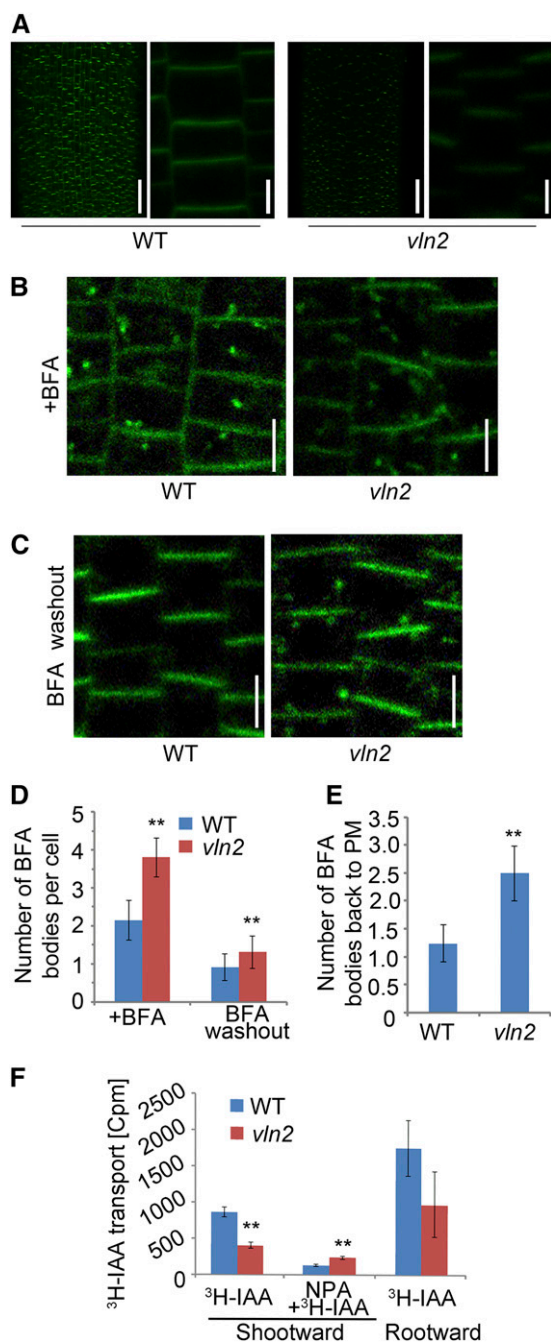 A
WT
vln2
B
+BFA
WT
vln2
C
BFA washout
WT
vln2
D
Number of BFA
bodies per cell
5
4
3
2
1
0
**
**
WT
vln2
+BFA
BFA
washout
E
Number of BFA
bodies back to PM
3.5
3.0
2.5
2.0
1.5
1.0
0.5
0
**
WT
vln2
F
³H-IAA transport [Cpm]
2500
2000
1500
1000
500
0
WT
vln2
**
**
³H-IAA
NPA
+³H-IAA
³H-IAA
Shootward
Rootward